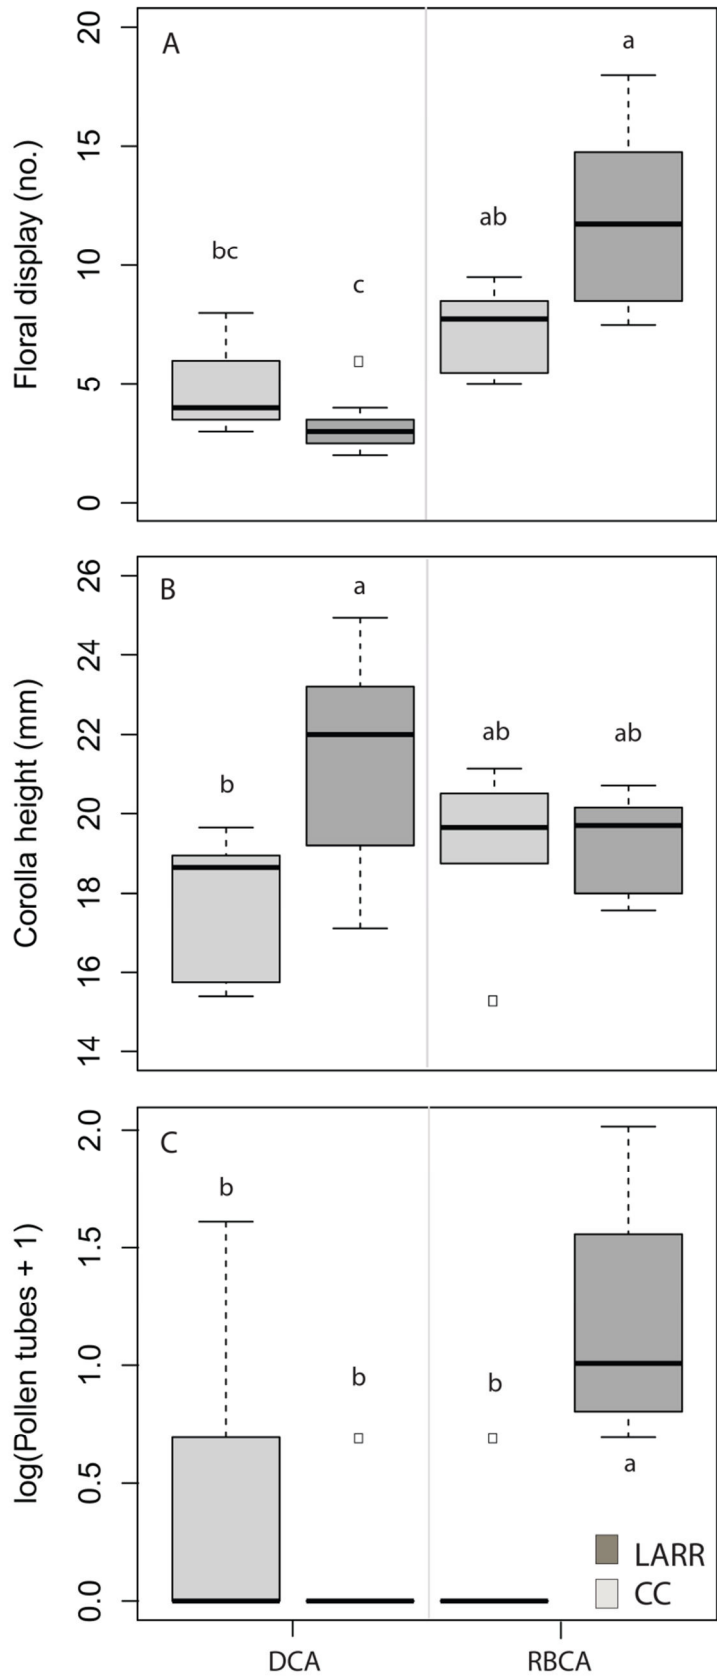 Floral display (no.)
20
15
10
5
0
A
bc
c
ab
a
Corolla height (mm)
26
24
22
20
18
16
14
B
b
a
ab
ab
log(Pollen tubes + 1)
2.0
1.5
1.0
0.5
0.0
C
b
b
b
a
LARR
CC
DCA
RBCA